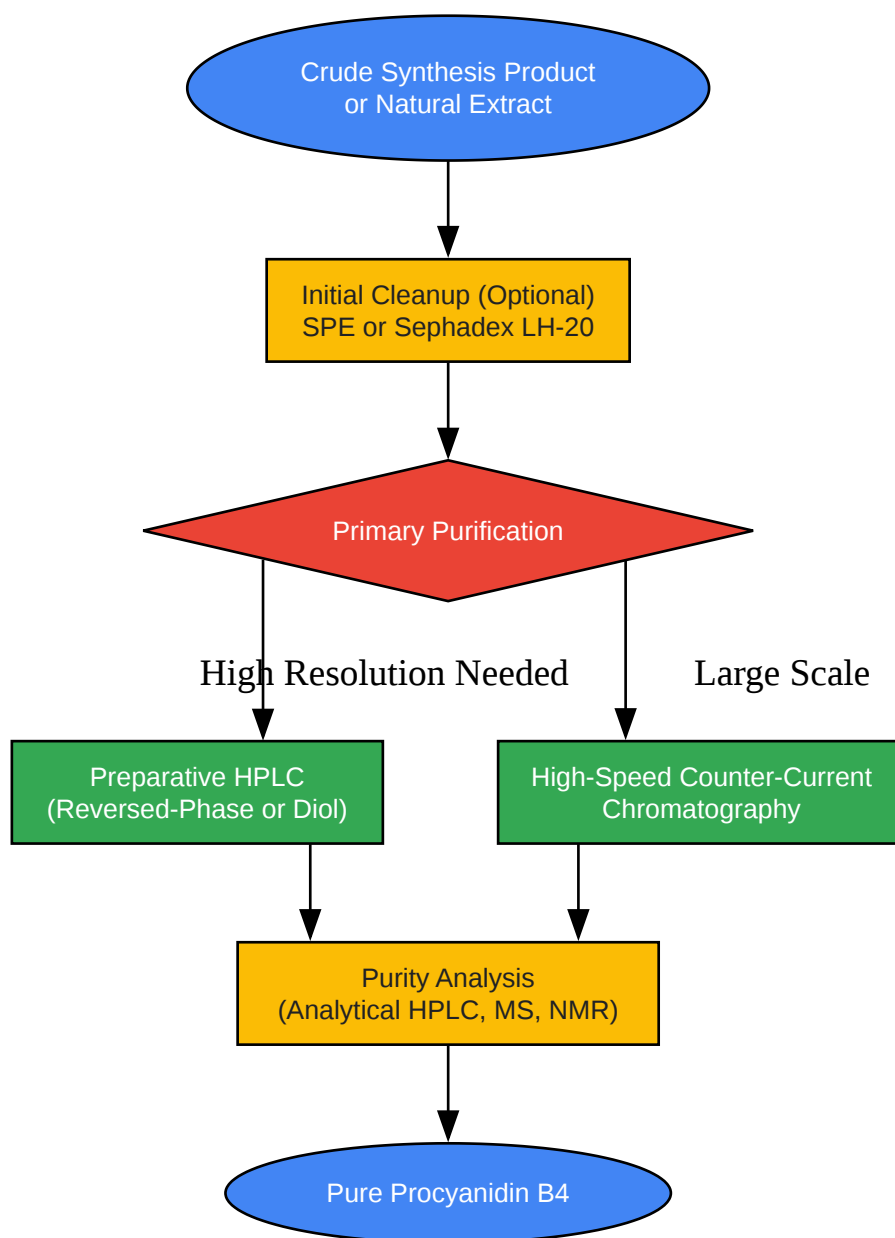 Crude Synthesis Product
or Natural Extract
Initial Cleanup (Optional)
SPE or Sephadex LH-20
Primary Purification
High Resolution Needed
Large Scale
Preparative HPLC
(Reversed-Phase or Diol)
High-Speed Counter-Current
Chromatography
Purity Analysis
(Analytical HPLC, MS, NMR)
Pure Procyanidin B4